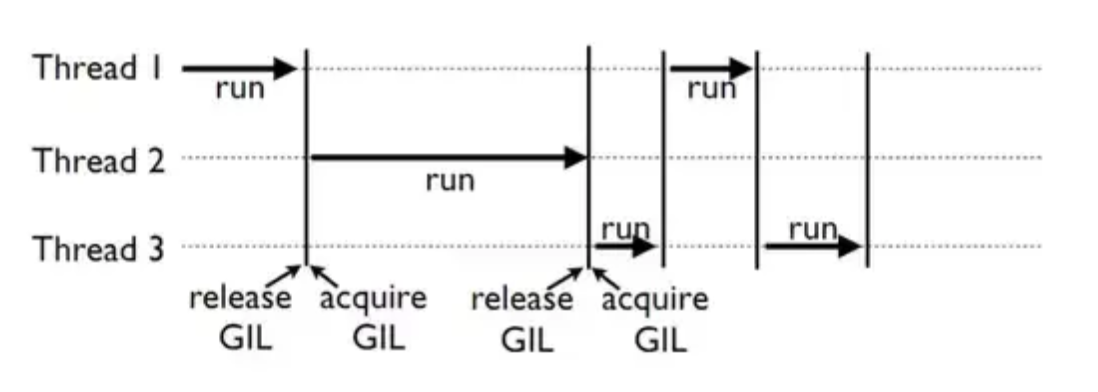 Thread 1
run
run
Thread 2
run
Thread 3
run
run
release
GIL
acquire
GIL
release
GIL
acquire
GIL